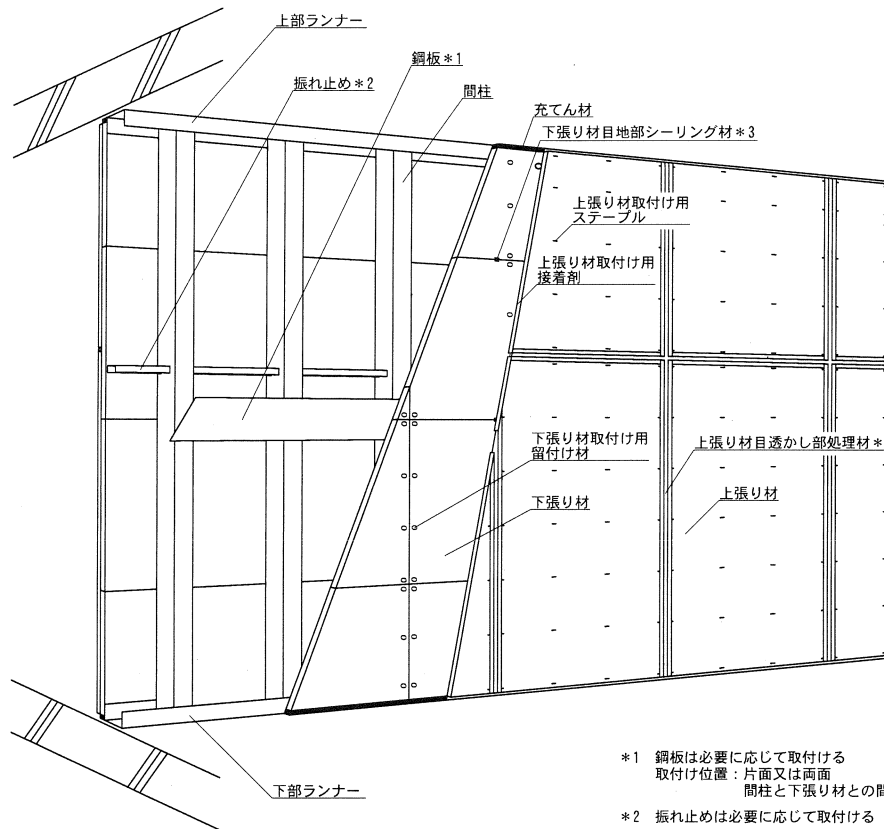 上部ランナー
鋼板*1
振れ止め*2
間柱
充てん材
下張り材目地部シーリング材*3
上張り材取付け用
ステープル
上張り材取付け用
接着剤
下張り材取付け用
留付け材
上張り材目透かし部処理材*
下張り材
上張り材
下部ランナー
*1 鋼板は必要に応じて取付ける
取付け位置：片面又は両面
間柱と下張り材との間
*2 振れ止めは必要に応じて取付ける